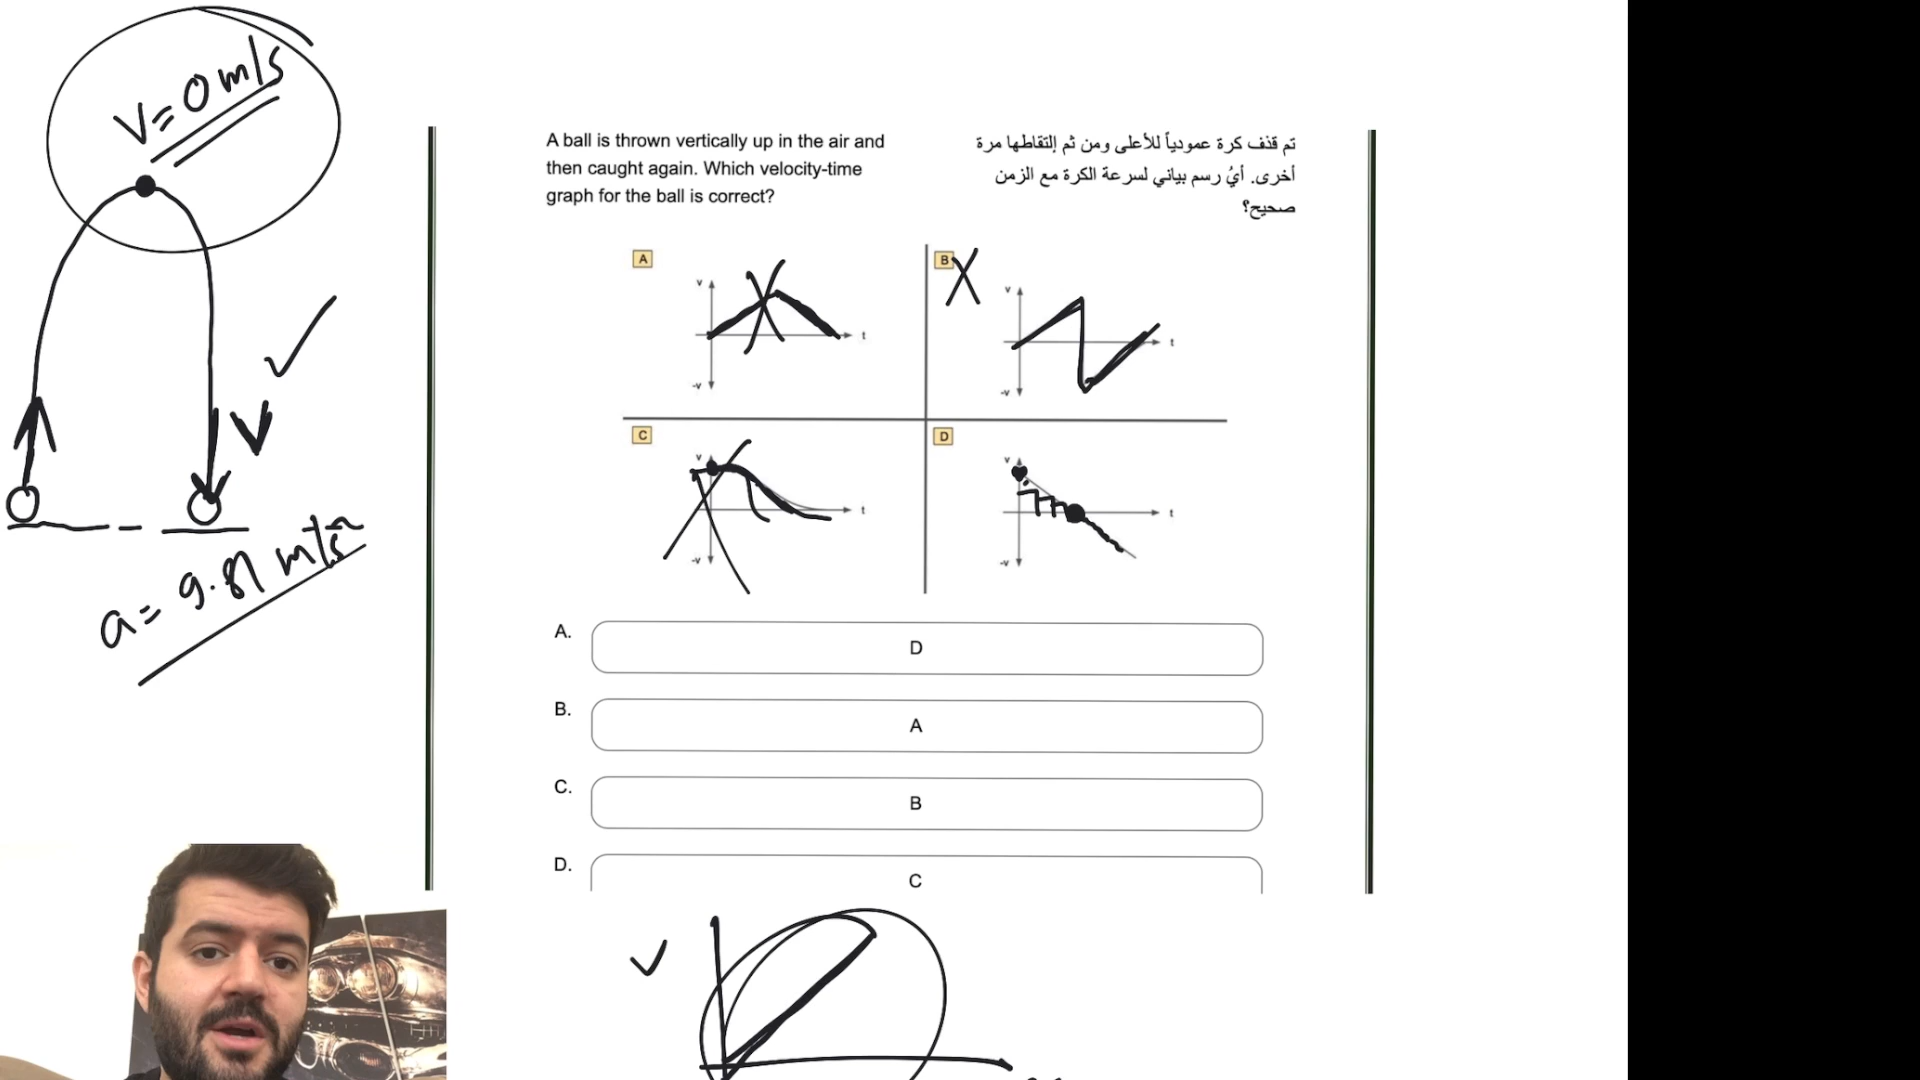 V=0 m/s
V
a= 9.81 m/s²
A ball is thrown vertically up in the air and
then caught again. Which velocity-time
graph for the ball is correct?
تم قذف كرة عمودياً للأعلى ومن ثم إلتقاطها مرة
أخرى. أيُ رسم بياني لسرعة الكرة مع الزمن
صحيح؟
A
v
t
-v
B
v
t
-v
C
v
t
-v
D
v
t
-v
A.
D
B.
A
C.
B
D.
C